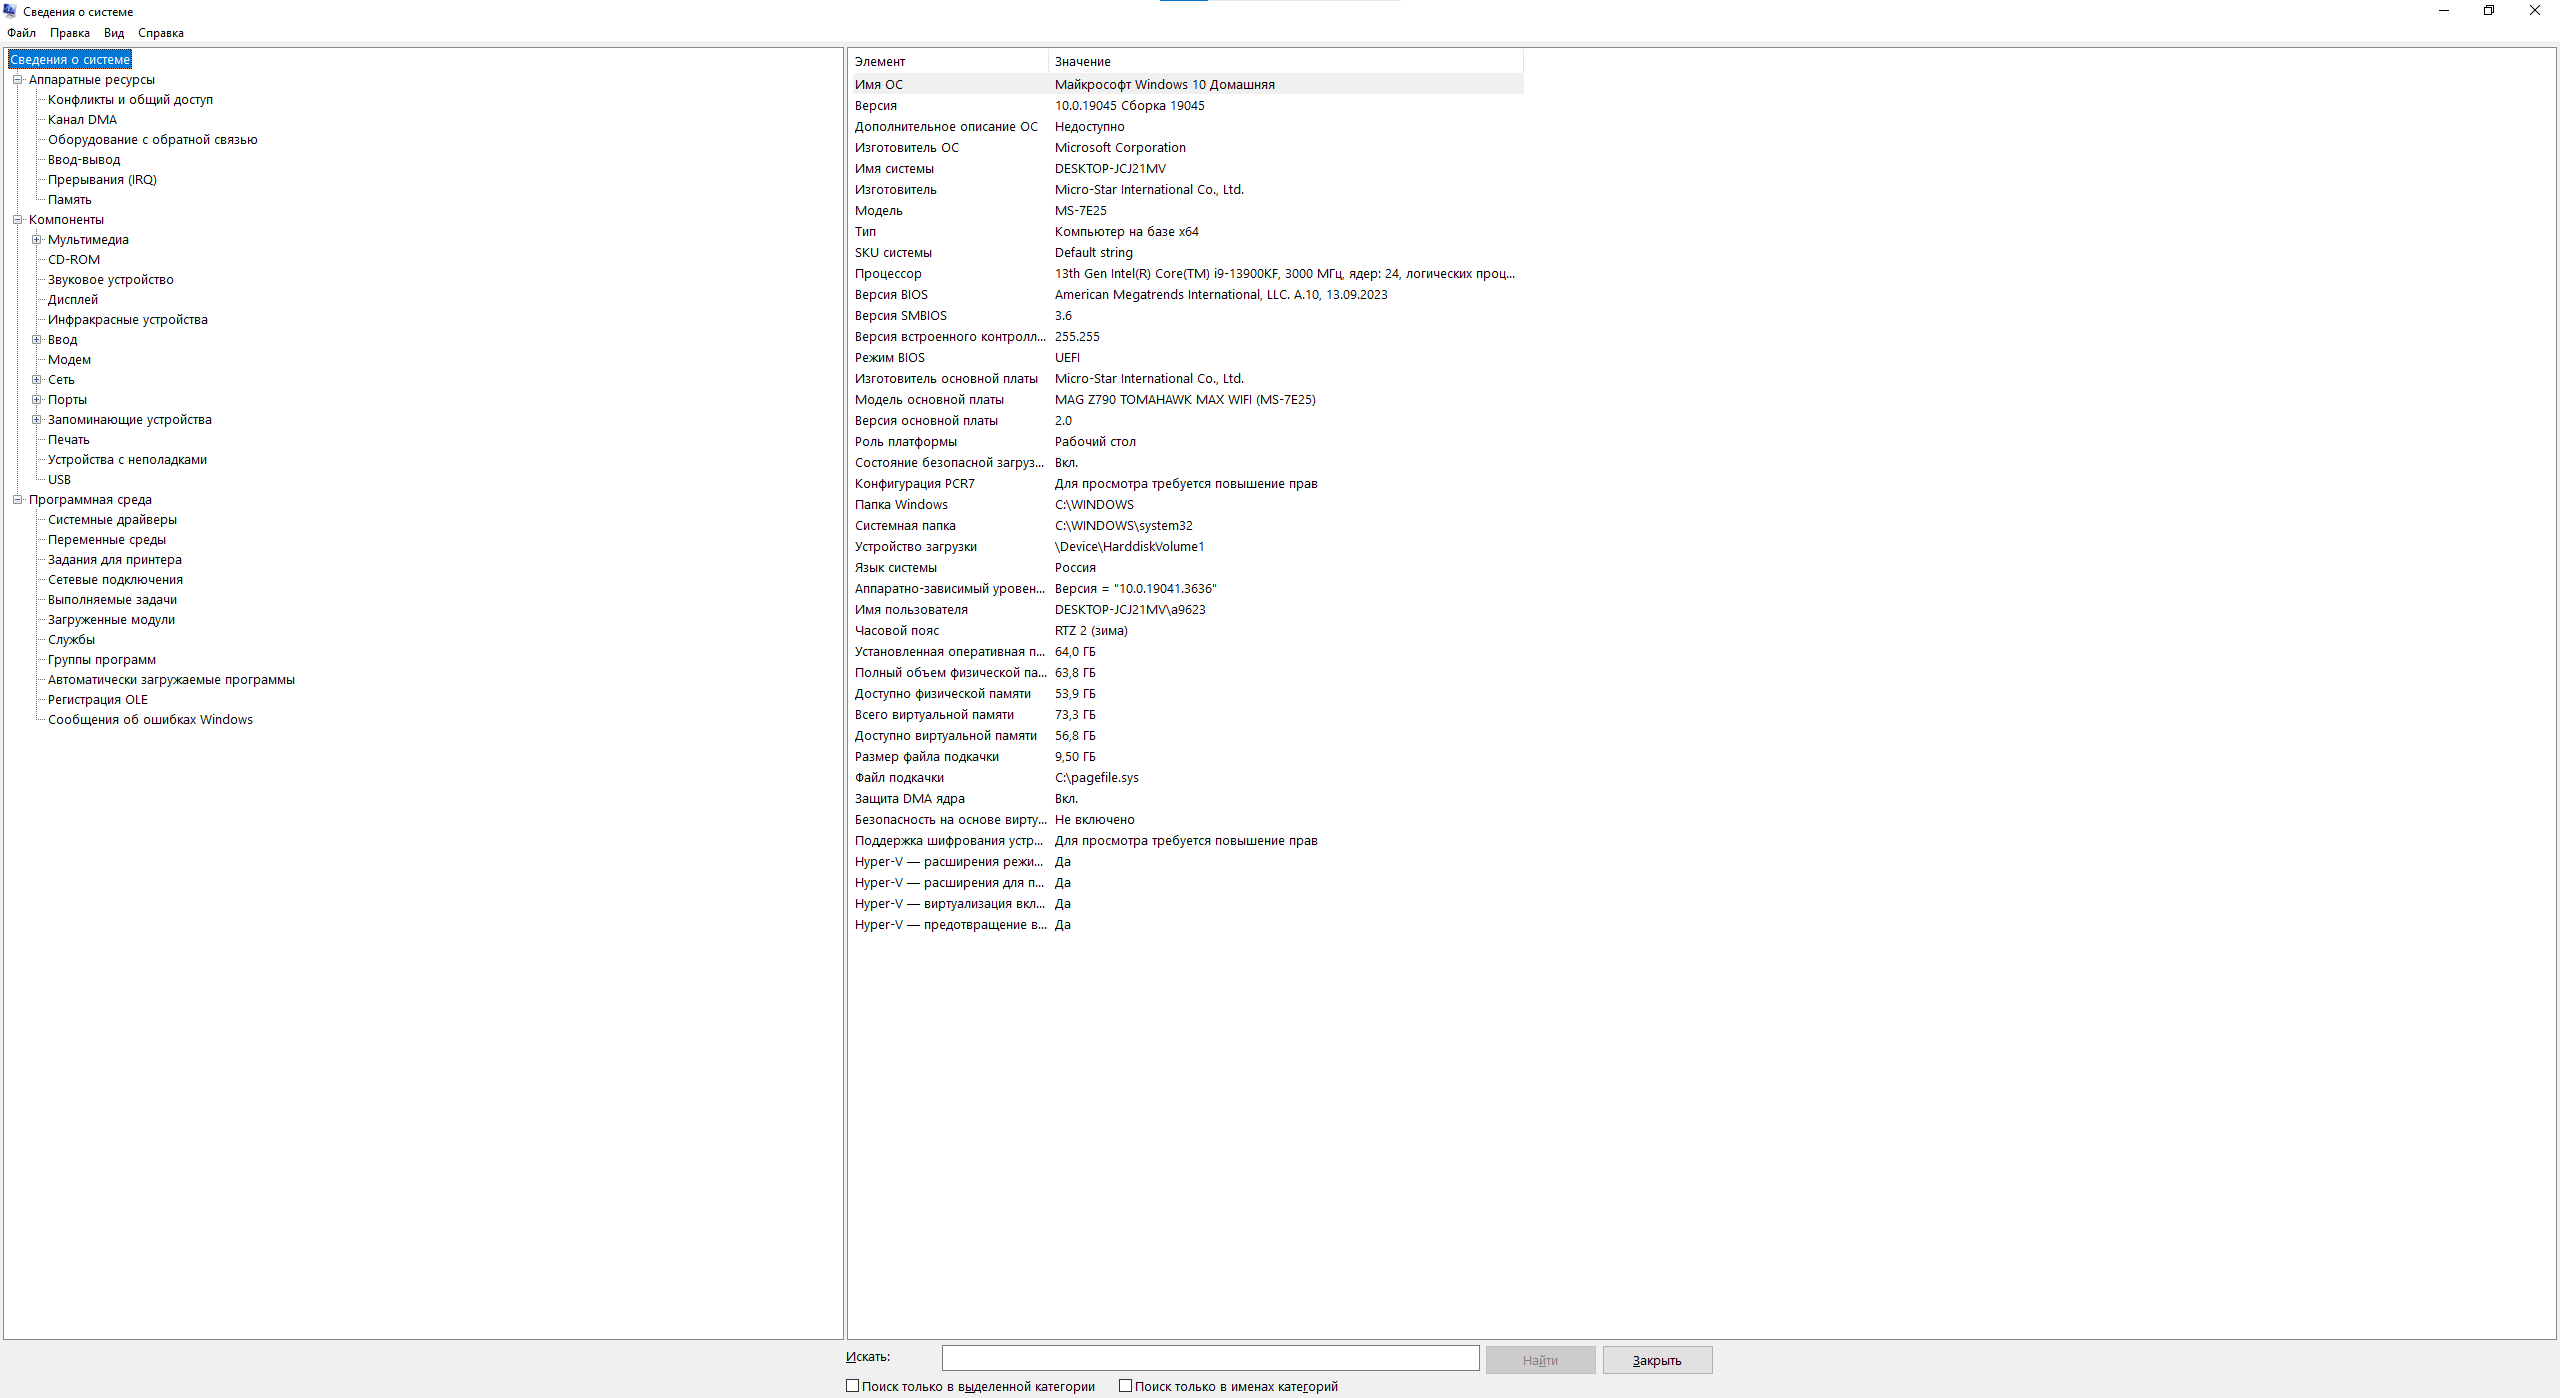 Сведения о системе
Файл Правка Вид Справка
Сведения о системе
Аппаратные ресурсы
Конфликты и общий доступ
Канал DMA
Оборудование с обратной связью
Ввод-вывод
Прерывания (IRQ)
Память
Компоненты
Мультимедиа
CD-ROM
Звуковое устройство
Дисплей
Инфракрасные устройства
Ввод
Модем
Сеть
Порты
Запоминающие устройства
Печать
Устройства с неполадками
USB
Программная среда
Системные драйверы
Переменные среды
Задания для принтера
Сетевые подключения
Выполняемые задачи
Загруженные модули
Службы
Группы программ
Автоматически загружаемые программы
Регистрация OLE
Сообщения об ошибках Windows
Элемент Значение
Имя ОС Майкрософт Windows 10 Домашняя
Версия 10.0.19045 Сборка 19045
Дополнительное описание ОС Недоступно
Изготовитель ОС Microsoft Corporation
Имя системы DESKTOP-JCJ21MV
Изготовитель Micro-Star International Co., Ltd.
Модель MS-7E25
Тип Компьютер на базе x64
SKU системы Default string
Процессор 13th Gen Intel(R) Core(TM) i9-13900KF, 3000 МГц, ядер: 24, логических проц...
Версия BIOS American Megatrends International, LLC. A.10, 13.09.2023
Версия SMBIOS 3.6
Версия встроенного контролл... 255.255
Режим BIOS UEFI
Изготовитель основной платы Micro-Star International Co., Ltd.
Модель основной платы MAG Z790 TOMAHAWK MAX WIFI (MS-7E25)
Версия основной платы 2.0
Роль платформы Рабочий стол
Состояние безопасной загруз... Вкл.
Конфигурация PCR7 Для просмотра требуется повышение прав
Папка Windows C:\WINDOWS
Системная папка C:\WINDOWS\system32
Устройство загрузки \Device\HarddiskVolume1
Язык системы Россия
Аппаратно-зависимый уровен... Версия = "10.0.19041.3636"
Имя пользователя DESKTOP-JCJ21MV\a9623
Часовой пояс RTZ 2 (зима)
Установленная оперативная п... 64,0 ГБ
Полный объем физической па... 63,8 ГБ
Доступно физической памяти 53,9 ГБ
Всего виртуальной памяти 73,3 ГБ
Доступно виртуальной памяти 56,8 ГБ
Размер файла подкачки 9,50 ГБ
Файл подкачки C:\pagefile.sys
Защита DMA ядра Вкл.
Безопасность на основе вирту... Не включено
Поддержка шифрования устр... Для просмотра требуется повышение прав
Hyper-V — расширения режи... Да
Hyper-V — расширения для п... Да
Hyper-V — виртуализация вкл... Да
Hyper-V — предотвращение в... Да
Искать: Найти Закрыть
Поиск только в выделенной категории Поиск только в именах категорий